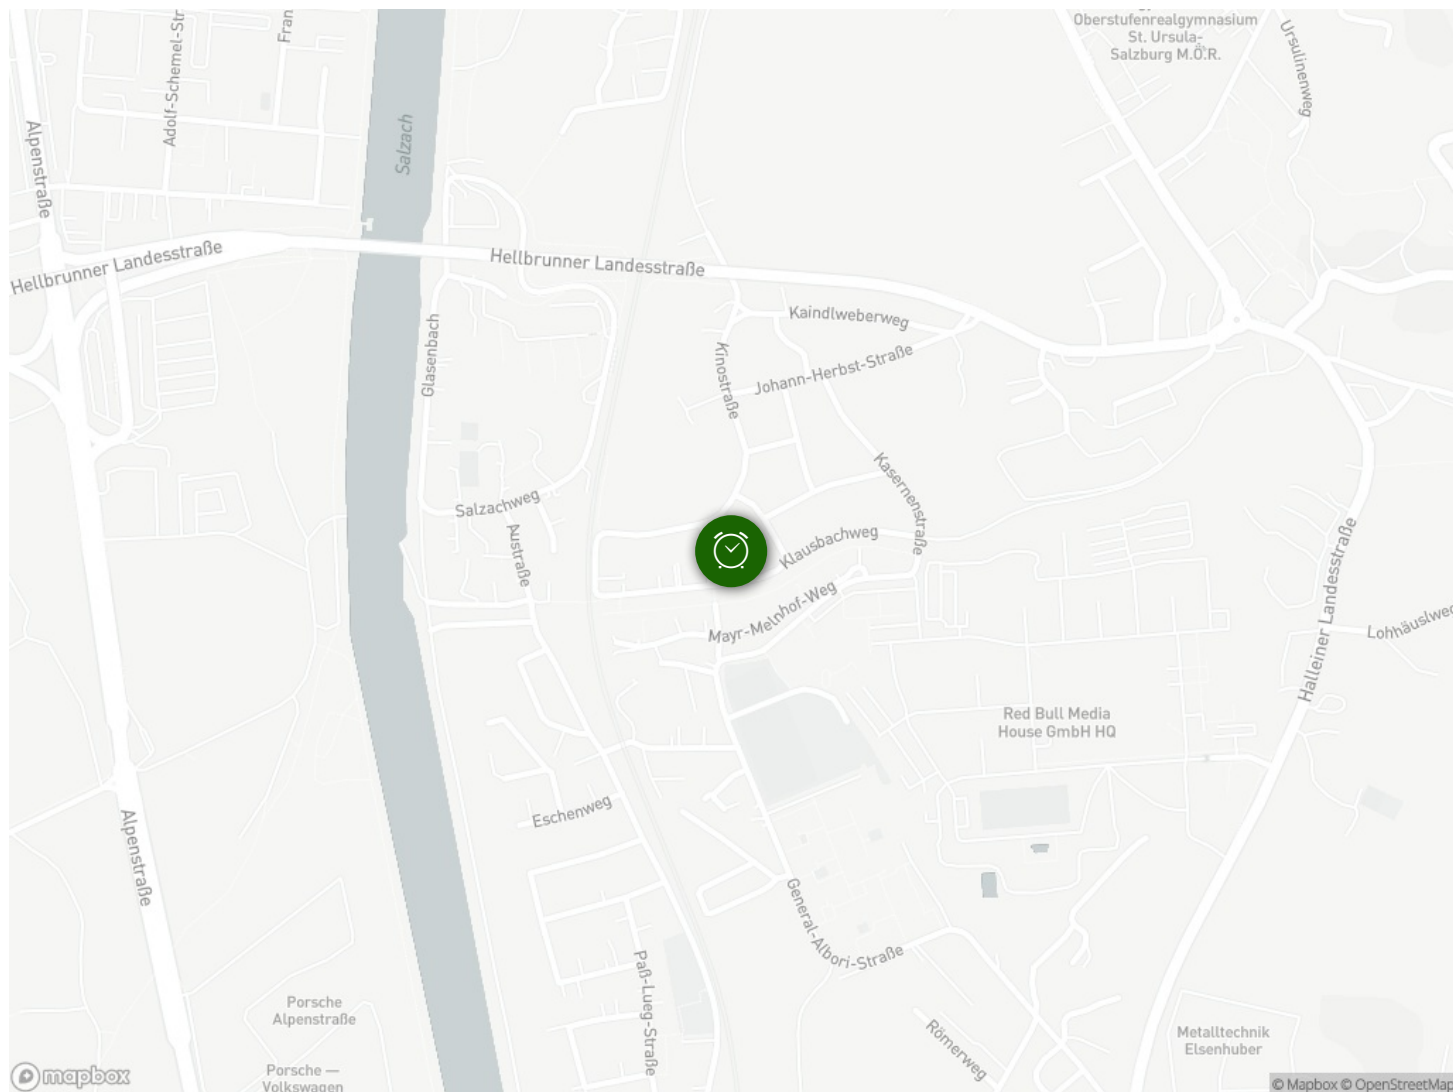 Oberstufenrealgymnasium
St. Ursula-
Salzburg M.Ö.R.
Ursulinenweg
Fran
Adolf-Schemel-Str
Alpenstraße
Salzach
Hellbrunner Landesstraße
Hellbrunner Landesstraße
Kaindlweberweg
Glasenbach
Kinostraße
Johann-Herbst-Straße
Kasernenstraße
Salzachweg
Austraße
Klausbachweg
Mayr-Melnhof-Weg
Halleiner Landesstraße
Lohhäuslweg
Red Bull Media
House GmbH HQ
Eschenweg
Alpenstraße
General-Albori-Straße
Paß-Lueg-Straße
Porsche
Alpenstraße
Römerweg
Metalltechnik
Elsenhuber
Porsche —
Volkswagen
mapbox
© Mapbox © OpenStreetMap